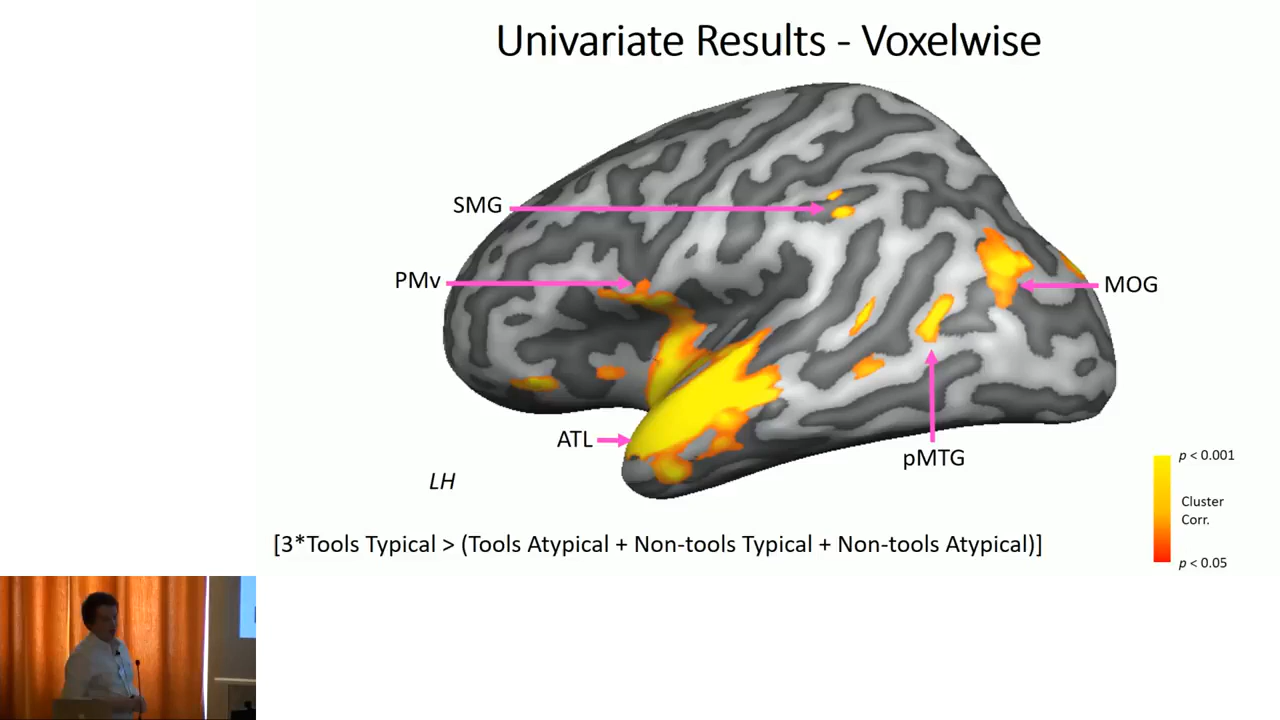 Univariate Results - Voxelwise
SMG
PMv
MOG
ATL
pMTG
LH
p < 0.001
Cluster
Corr.
p < 0.05
[3*Tools Typical > (Tools Atypical + Non-tools Typical + Non-tools Atypical)]